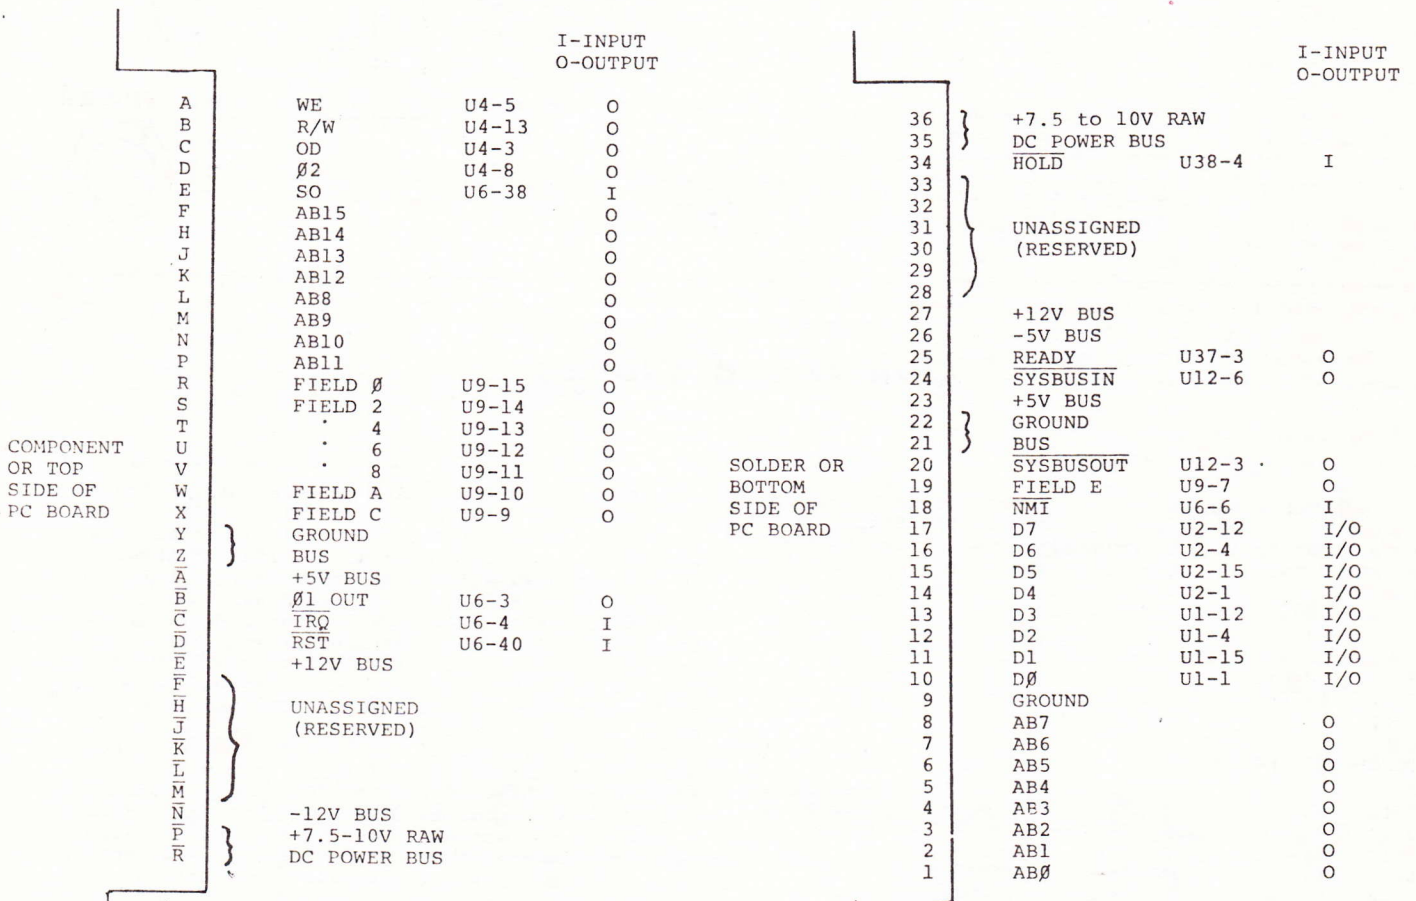 I-INPUT
O-OUTPUT
A WE U4-5 O
B R/W U4-13 O
C OD U4-3 O
D Ø2 U4-8 O
E SO U6-38 I
F AB15 O
H AB14 O
J AB13 O
K AB12 O
L AB8 O
M AB9 O
N AB10 O
P AB11 O
R FIELD Ø U9-15 O
S FIELD 2 U9-14 O
T " 4 U9-13 O
COMPONENT U " 6 U9-12 O
OR TOP V " 8 U9-11 O
SIDE OF W FIELD A U9-10 O
PC BOARD X FIELD C U9-9 O
Y GROUND
Z BUS
A̅ +5V BUS
B̅ Ø1 OUT U6-3 O
C̅ I̅R̅Q̅ U6-4 I
D̅ R̅S̅T̅ U6-40 I
E̅ +12V BUS
F̅
H̅ UNASSIGNED
J̅ (RESERVED)
K̅
L̅
M̅
N̅ -12V BUS
P̅ +7.5-10V RAW
R̅ DC POWER BUS
I-INPUT
O-OUTPUT
36 +7.5 to 10V RAW
35 DC POWER BUS
34 H̅O̅L̅D̅ U38-4 I
33
32
31 UNASSIGNED
30 (RESERVED)
29
28
27 +12V BUS
26 -5V BUS
25 READY U37-3 O
24 S̅Y̅S̅B̅U̅S̅I̅N̅ U12-6 O
23 +5V BUS
22 GROUND
21 BUS
SOLDER OR 20 S̅Y̅S̅B̅U̅S̅O̅U̅T̅ U12-3 O
BOTTOM 19 FIELD E U9-7 O
SIDE OF 18 N̅M̅I̅ U6-6 I
PC BOARD 17 D7 U2-12 I/O
16 D6 U2-4 I/O
15 D5 U2-15 I/O
14 D4 U2-1 I/O
13 D3 U1-12 I/O
12 D2 U1-4 I/O
11 D1 U1-15 I/O
10 DØ U1-1 I/O
9 GROUND
8 AB7 O
7 AB6 O
6 AB5 O
5 AB4 O
4 AB3 O
3 AB2 O
2 AB1 O
1 ABØ O